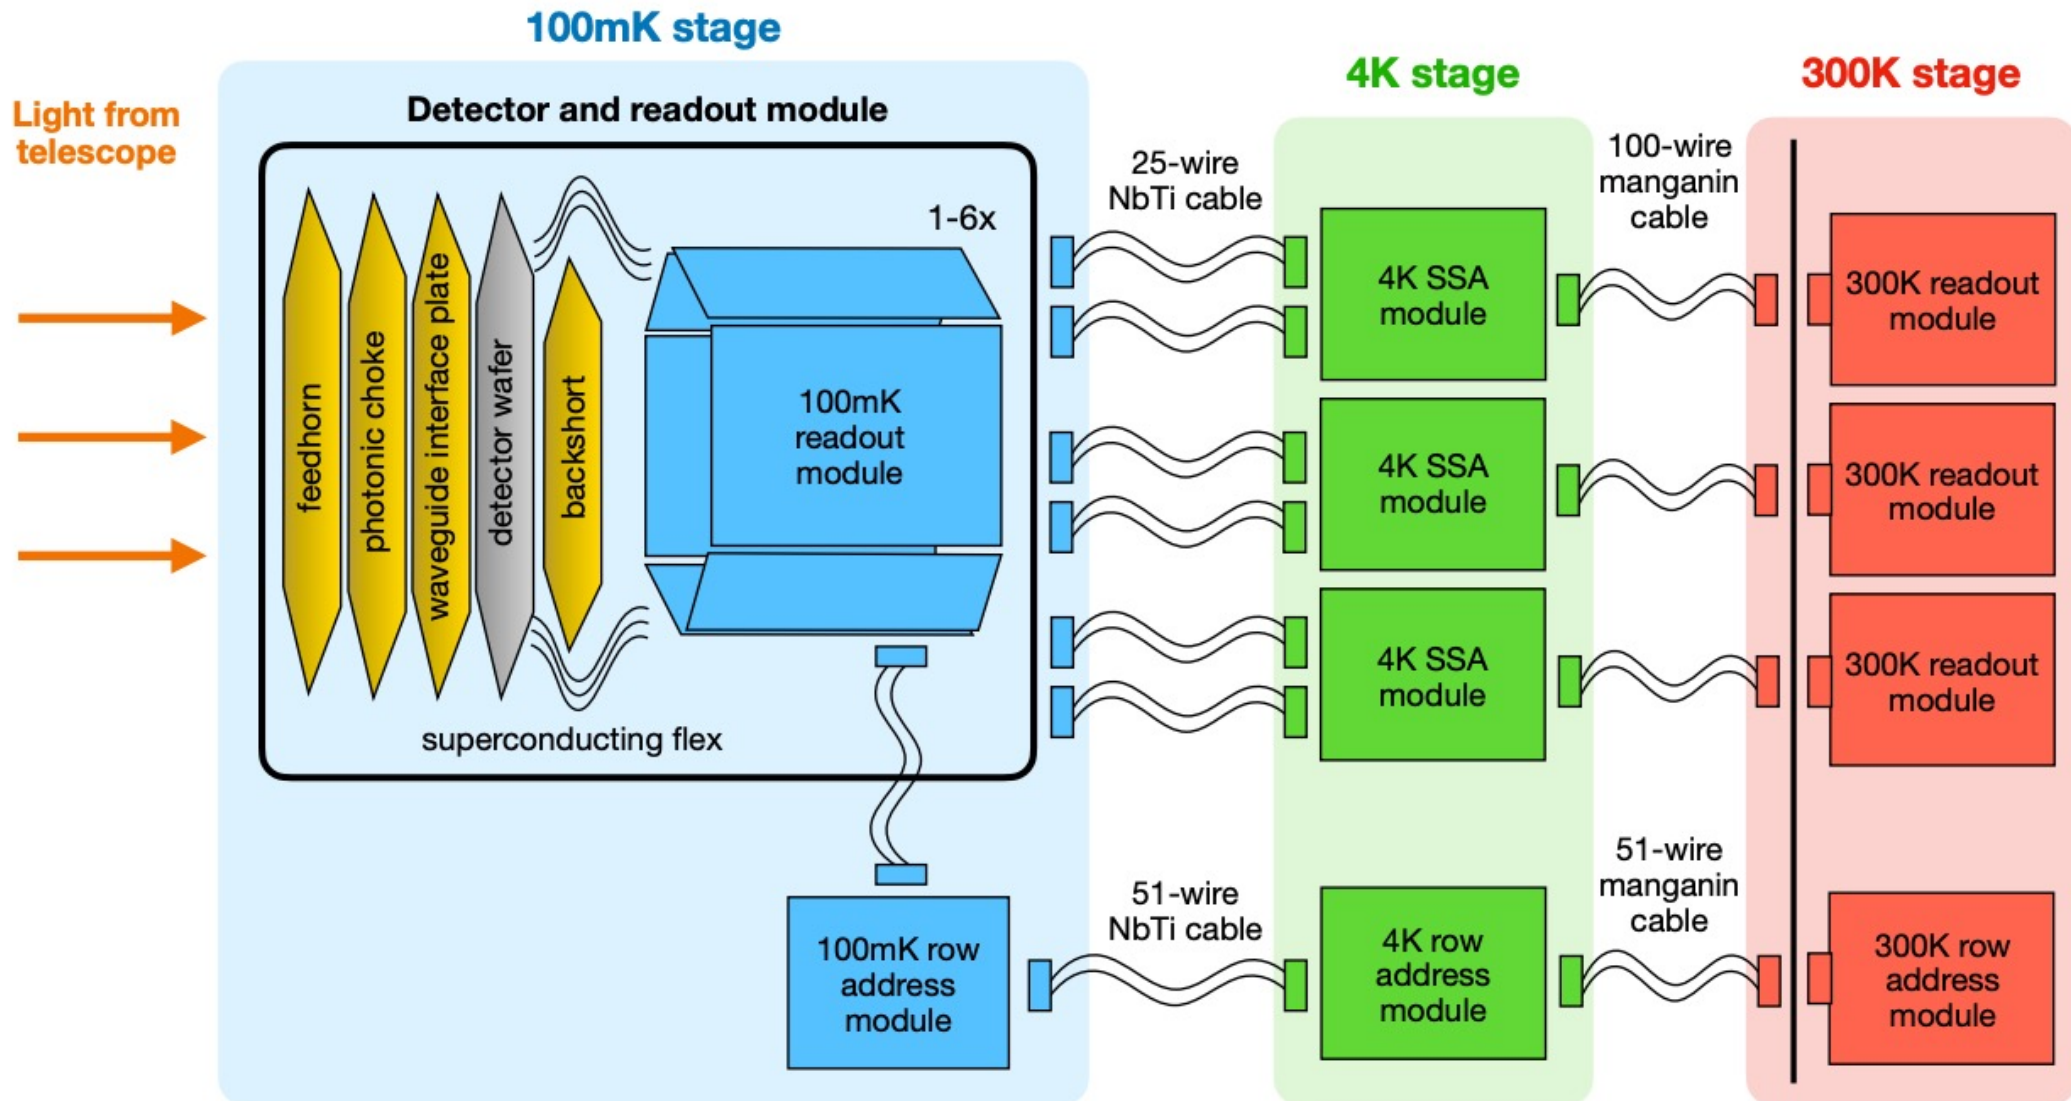 100mK stage
4K stage
300K stage
Light from
telescope
Detector and readout module
feedhorn
photonic choke
waveguide interface plate
detector wafer
backshort
superconducting flex
1-6x
100mK
readout
module
25-wire
NbTi cable
4K SSA
module
4K SSA
module
4K SSA
module
100-wire
manganin
cable
300K readout
module
300K readout
module
300K readout
module
100mK row
address
module
51-wire
NbTi cable
4K row
address
module
51-wire
manganin
cable
300K row
address
module